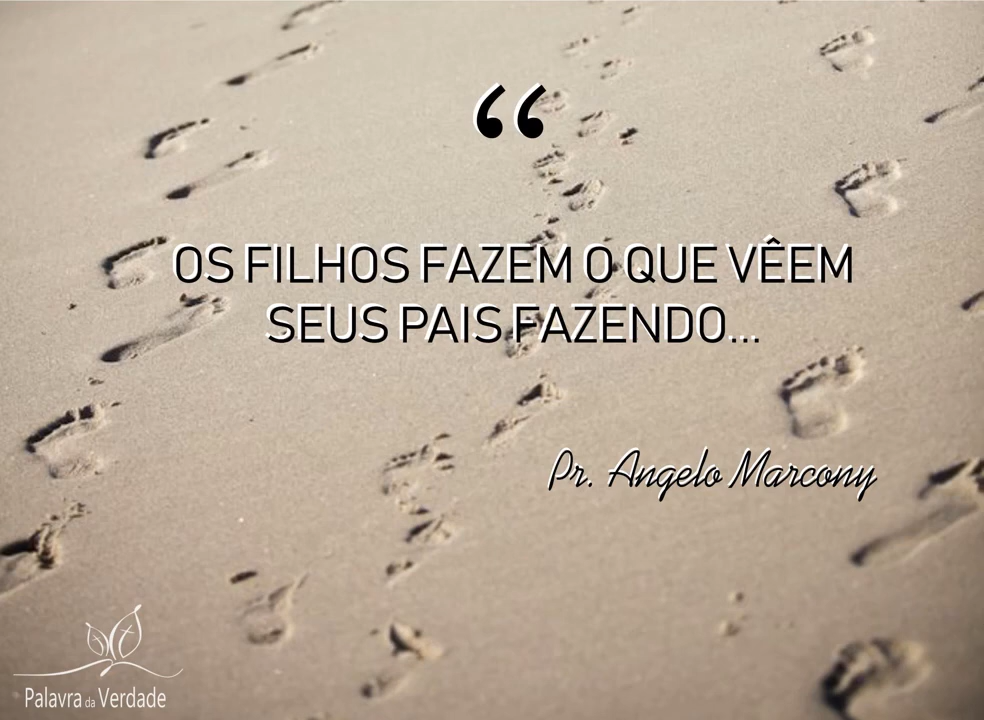 “
OS FILHOS FAZEM O QUE VÊEM
SEUS PAIS FAZENDO...
Pr. Angelo Marcony
Palavra da Verdade